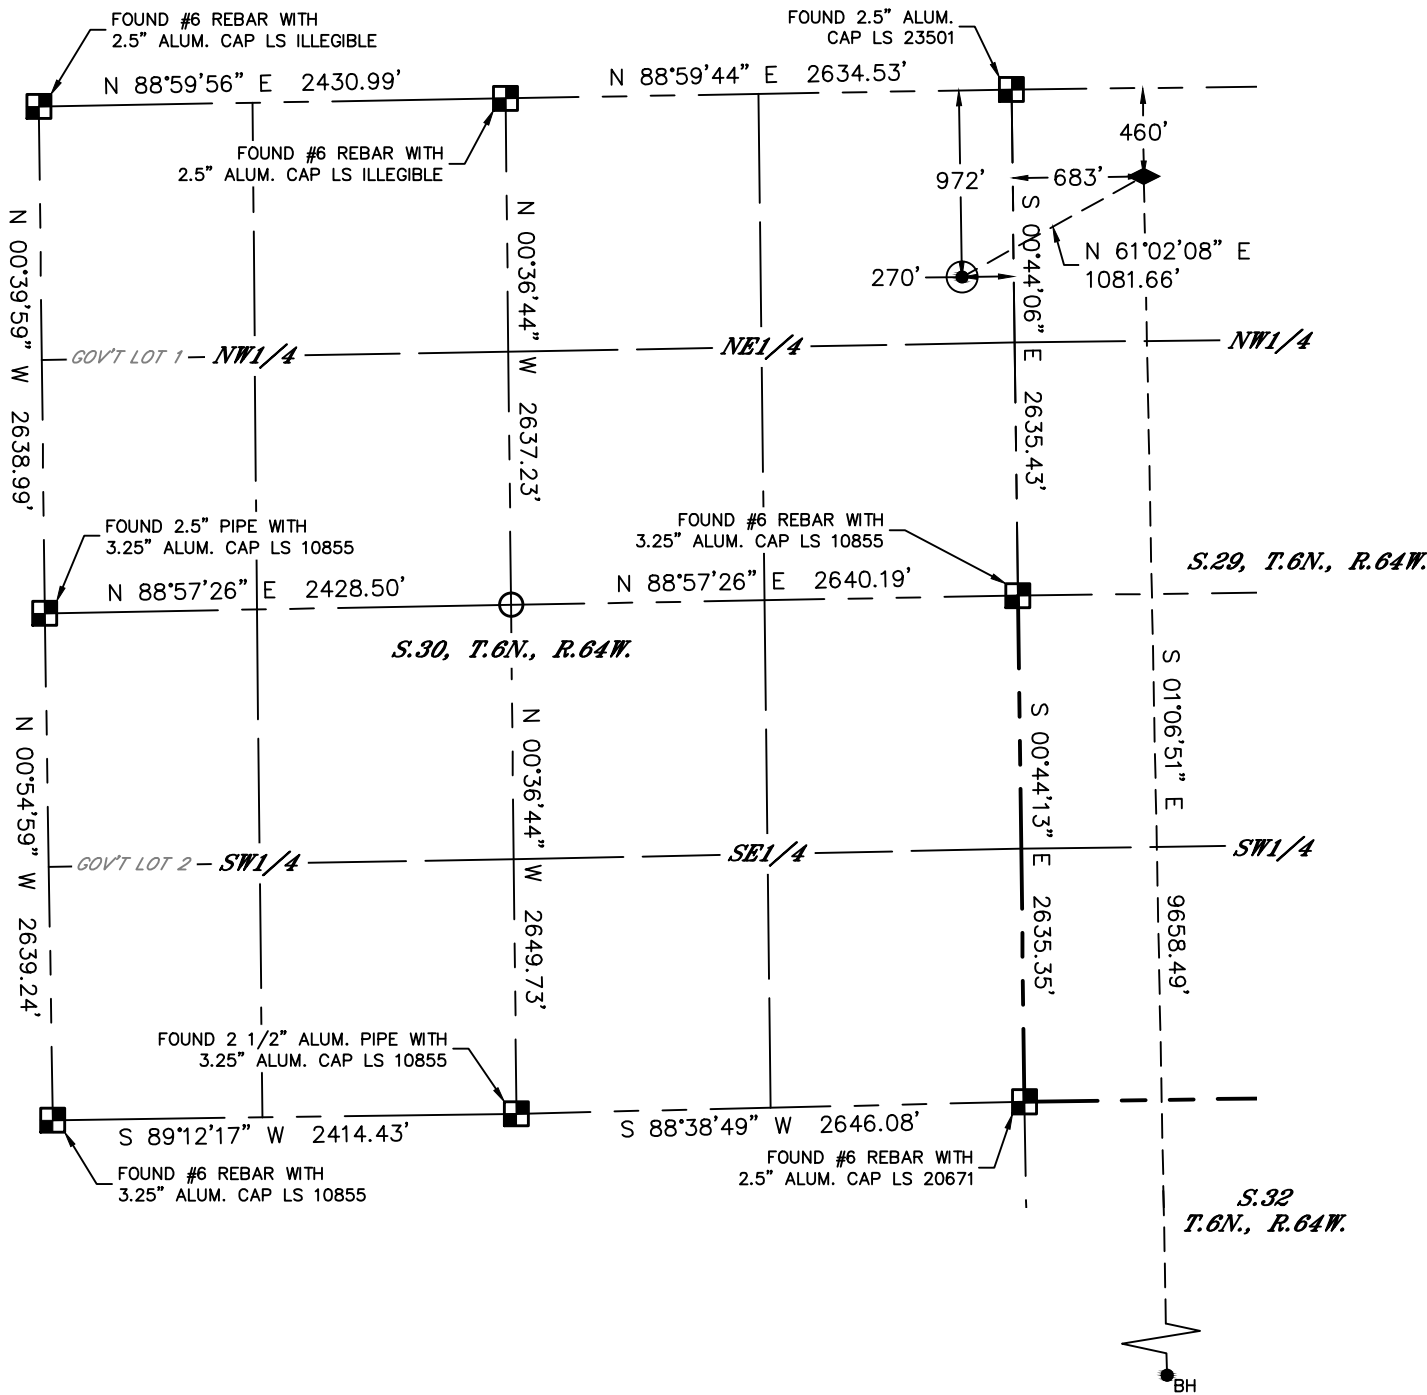 FOUND #6 REBAR WITH
2.5" ALUM. CAP LS ILLEGIBLE
FOUND 2.5" ALUM.
CAP LS 23501
N 88°59'56" E 2430.99'
N 88°59'44" E 2634.53'
FOUND #6 REBAR WITH
2.5" ALUM. CAP LS ILLEGIBLE
460'
972'
683'
270'
N 61°02'08" E
1081.66'
N 00°39'59" W 2638.99'
N 00°36'44" W 2637.23'
S 00°44'06" E 2635.43'
GOV'T LOT 1
NW1/4
NE1/4
NW1/4
FOUND 2.5" PIPE WITH
3.25" ALUM. CAP LS 10855
FOUND #6 REBAR WITH
3.25" ALUM. CAP LS 10855
S.29, T.6N., R.64W.
N 88°57'26" E 2428.50'
N 88°57'26" E 2640.19'
S.30, T.6N., R.64W.
N 00°54'59" W 2639.24'
N 00°36'44" W 2649.73'
S 00°44'13" E 2635.35'
S 01°06'51" E 9658.49'
GOV'T LOT 2
SW1/4
SE1/4
SW1/4
FOUND 2 1/2" ALUM. PIPE WITH
3.25" ALUM. CAP LS 10855
S 89°12'17" W 2414.43'
S 88°38'49" W 2646.08'
FOUND #6 REBAR WITH
3.25" ALUM. CAP LS 10855
FOUND #6 REBAR WITH
2.5" ALUM. CAP LS 20671
S.32
T.6N., R.64W.
BH